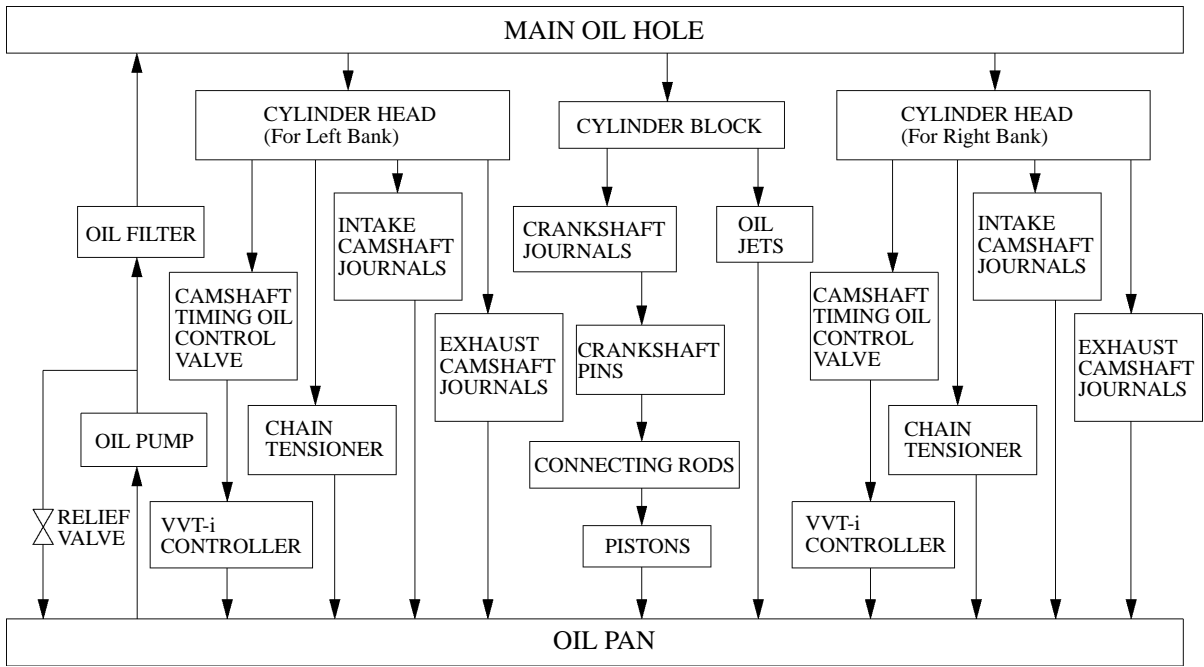 MAIN OIL HOLE
CYLINDER HEAD
(For Left Bank)
CYLINDER BLOCK
CYLINDER HEAD
(For Right Bank)
OIL FILTER
INTAKE
CAMSHAFT
JOURNALS
CRANKSHAFT
JOURNALS
OIL
JETS
INTAKE
CAMSHAFT
JOURNALS
CAMSHAFT
TIMING OIL
CONTROL
VALVE
EXHAUST
CAMSHAFT
JOURNALS
CRANKSHAFT
PINS
CAMSHAFT
TIMING OIL
CONTROL
VALVE
EXHAUST
CAMSHAFT
JOURNALS
OIL PUMP
CHAIN
TENSIONER
CONNECTING RODS
CHAIN
TENSIONER
RELIEF
VALVE
VVT-i
CONTROLLER
PISTONS
VVT-i
CONTROLLER
OIL PAN